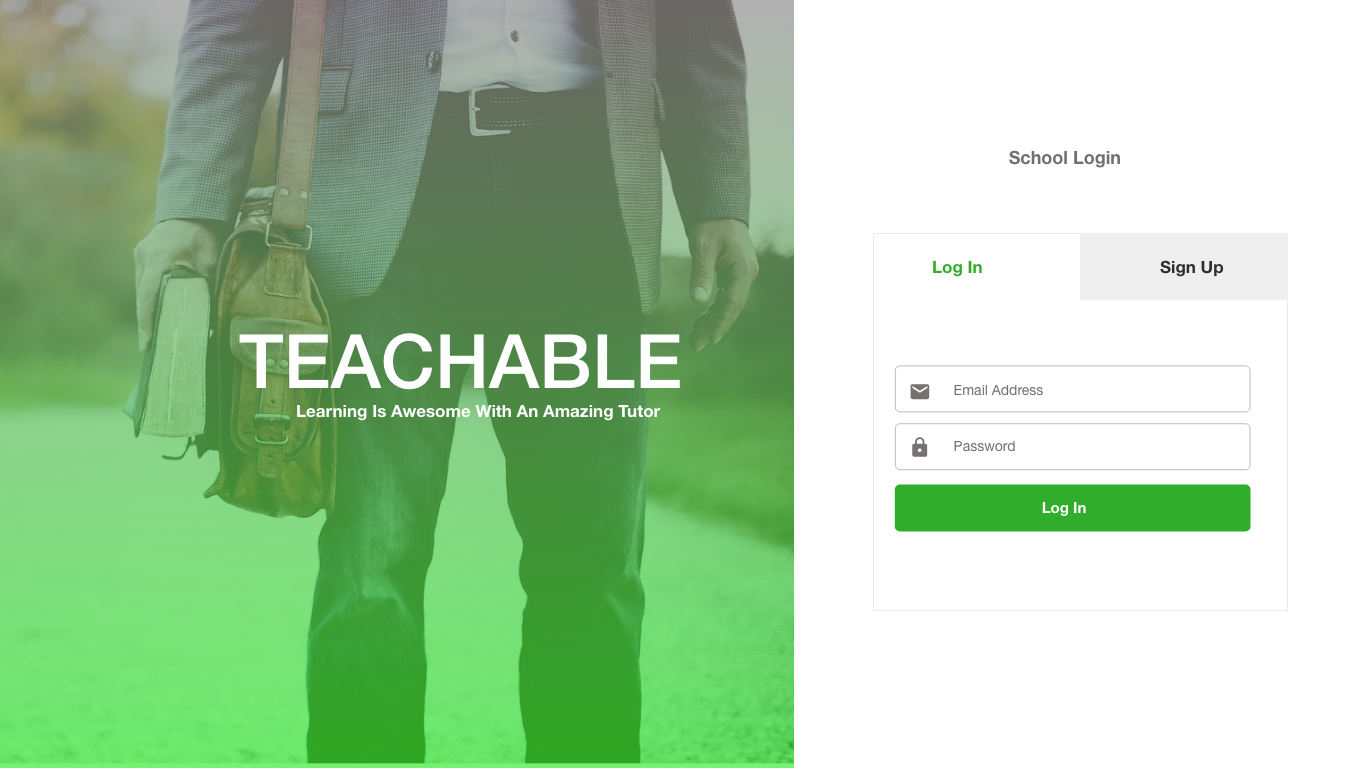 TEACHABLE
Learning Is Awesome With An Amazing Tutor
School Login
Log In
Sign Up
Email Address
Password
Log In